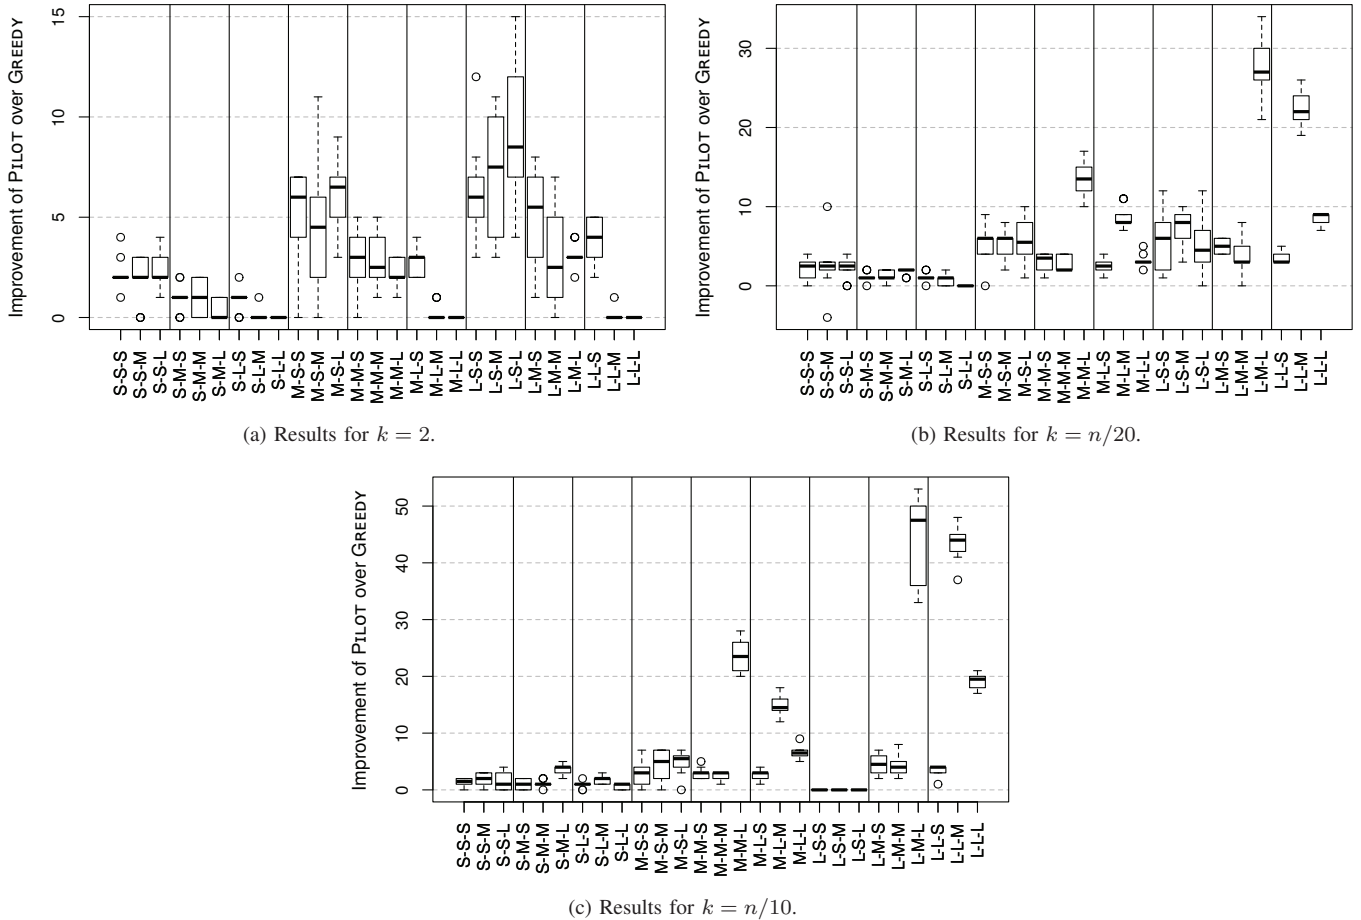 Improvement of PILOT over GREEDY
15
10
5
0
S-S-S
S-S-M
S-S-L
S-M-S
S-M-M
S-M-L
S-L-S
S-L-M
S-L-L
M-S-S
M-S-M
M-S-L
M-M-S
M-M-M
M-M-L
M-L-S
M-L-M
M-L-L
L-S-S
L-S-M
L-S-L
L-M-S
L-M-M
L-M-L
L-L-S
L-L-M
L-L-L
(a) Results for k = 2.
Improvement of PILOT over GREEDY
30
20
10
0
S-S-S
S-S-M
S-S-L
S-M-S
S-M-M
S-M-L
S-L-S
S-L-M
S-L-L
M-S-S
M-S-M
M-S-L
M-M-S
M-M-M
M-M-L
M-L-S
M-L-M
M-L-L
L-S-S
L-S-M
L-S-L
L-M-S
L-M-M
L-M-L
L-L-S
L-L-M
L-L-L
(b) Results for k = n/20.
Improvement of PILOT over GREEDY
50
40
30
20
10
0
S-S-S
S-S-M
S-S-L
S-M-S
S-M-M
S-M-L
S-L-S
S-L-M
S-L-L
M-S-S
M-S-M
M-S-L
M-M-S
M-M-M
M-M-L
M-L-S
M-L-M
M-L-L
L-S-S
L-S-M
L-S-L
L-M-S
L-M-M
L-M-L
L-L-S
L-L-M
L-L-L
(c) Results for k = n/10.